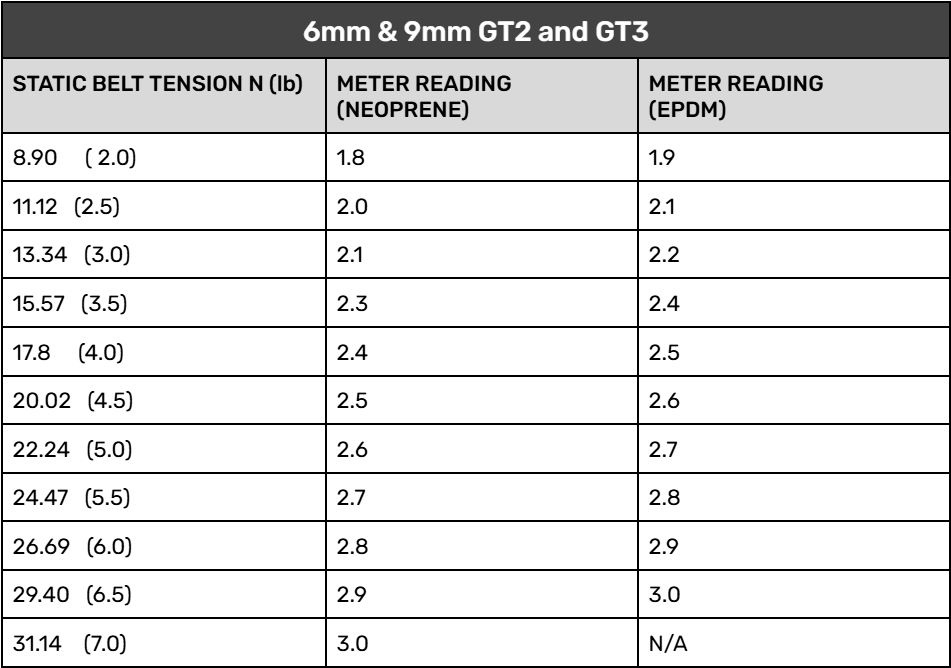 6mm & 9mm GT2 and GT3
STATIC BELT TENSION N (lb) METER READING (NEOPRENE) METER READING (EPDM)
8.90 ( 2.0) 1.8 1.9
11.12 (2.5) 2.0 2.1
13.34 (3.0) 2.1 2.2
15.57 (3.5) 2.3 2.4
17.8 (4.0) 2.4 2.5
20.02 (4.5) 2.5 2.6
22.24 (5.0) 2.6 2.7
24.47 (5.5) 2.7 2.8
26.69 (6.0) 2.8 2.9
29.40 (6.5) 2.9 3.0
31.14 (7.0) 3.0 N/A